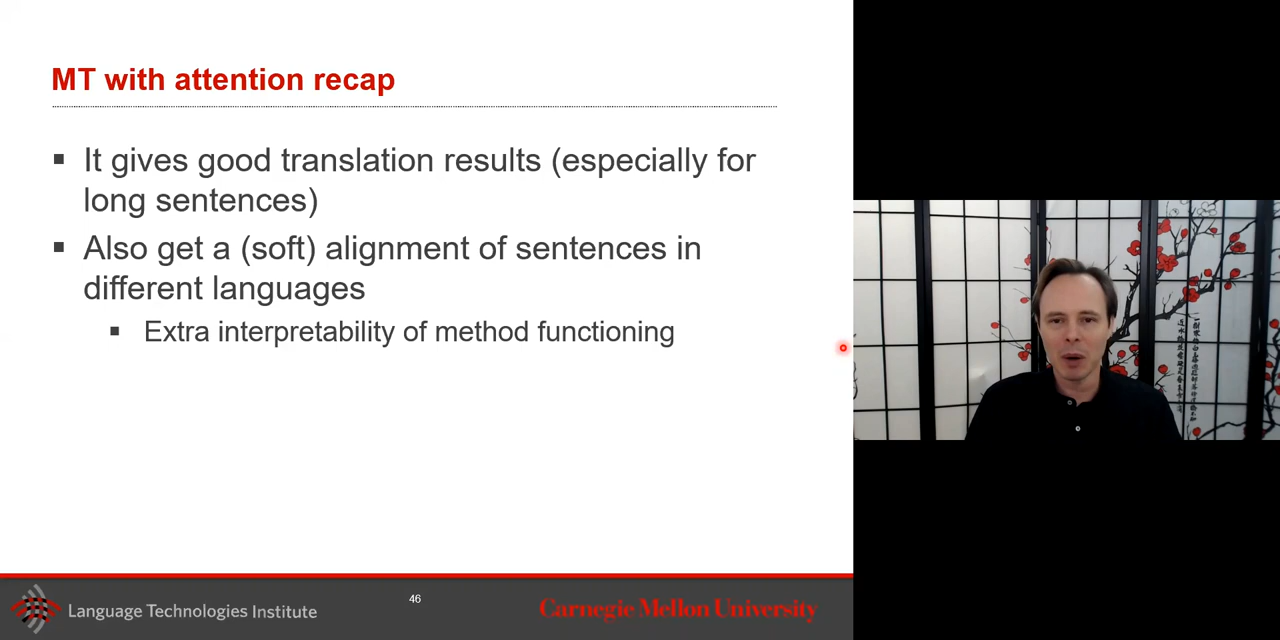 MT with attention recap
▪ It gives good translation results (especially for
long sentences)
▪ Also get a (soft) alignment of sentences in
different languages
▪ Extra interpretability of method functioning
Language Technologies Institute
46
Carnegie Mellon University